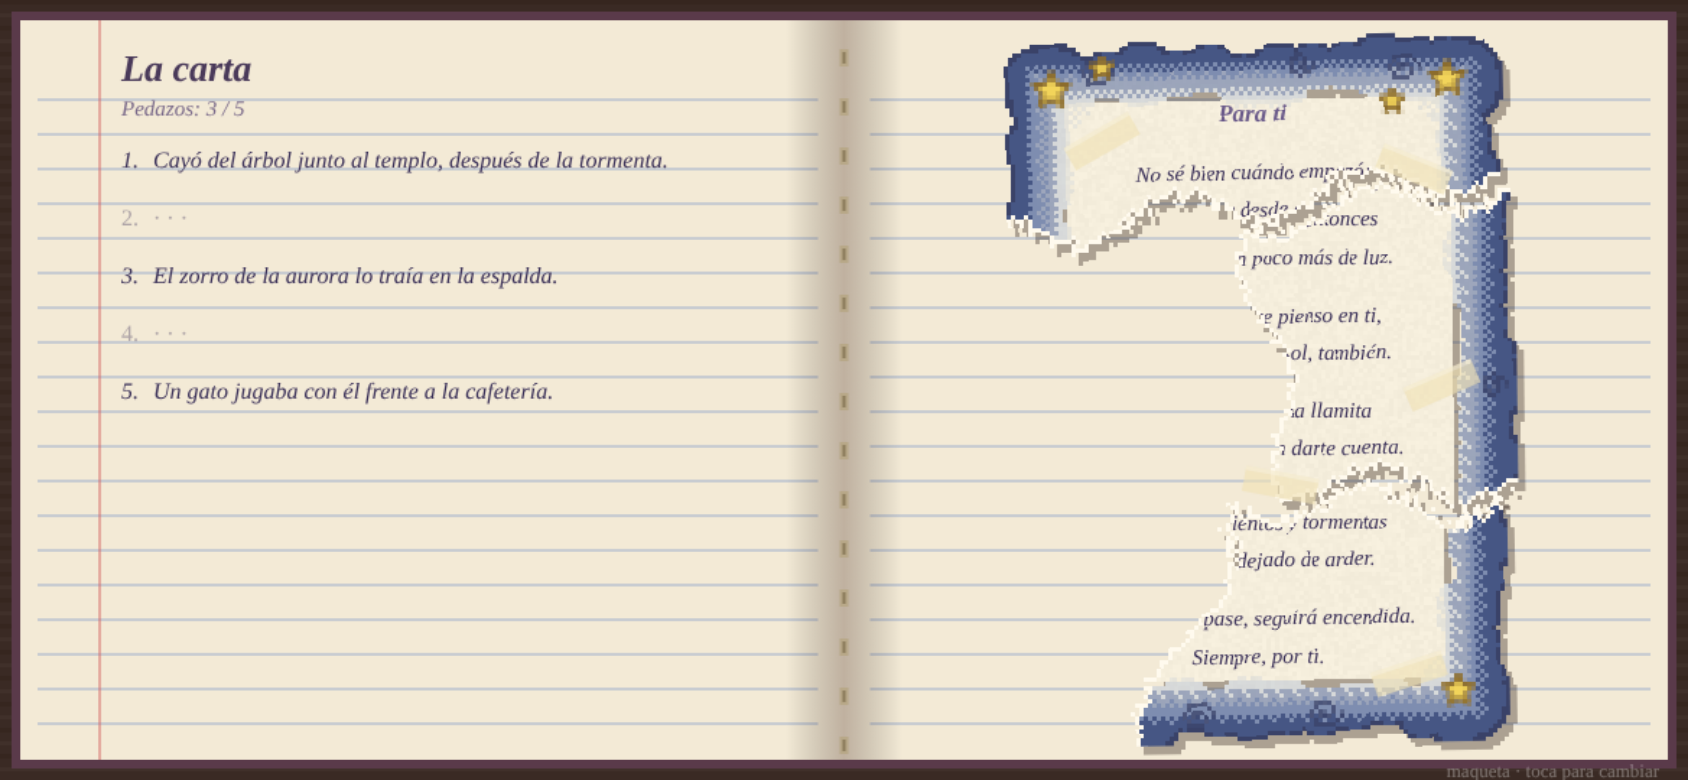 La carta
Pedazos: 3 / 5
1. Cayó del árbol junto al templo, después de la tormenta.
2. · · ·
3. El zorro de la aurora lo traía en la espalda.
4. · · ·
5. Un gato jugaba con él frente a la cafetería.
Para ti
No sé bien cuándo empezó;
desde
poco más de luz.
pienso en ti,
también.
llamita
darte cuenta.
tormentas
dejado de arder.
pase, seguirá encendida.
Siempre, por ti.
maqueta · toca para cambiar